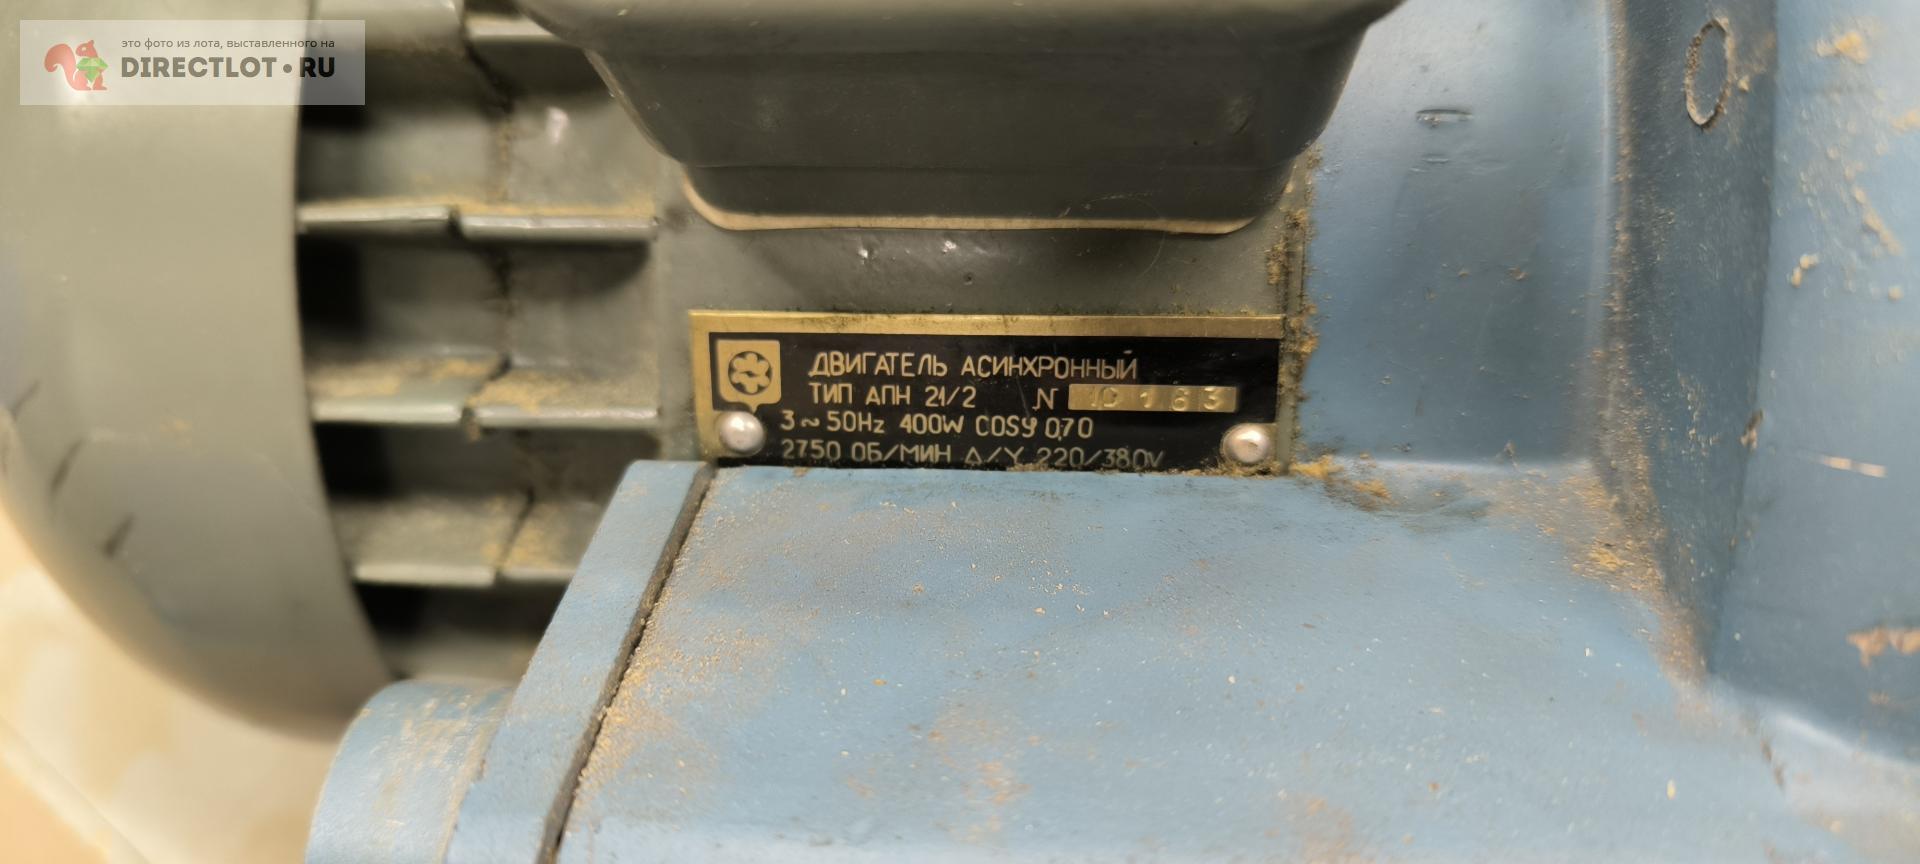 это фото из лота, выставленного на
DIRECTLOT•RU
ДВИГАТЕЛЬ АСИНХРОННЫЙ
ТИП АПН 21/2 N 10183
3~50Hz 400W COSφ 0,70
2750 ОБ/МИН Δ/Y 220/380V